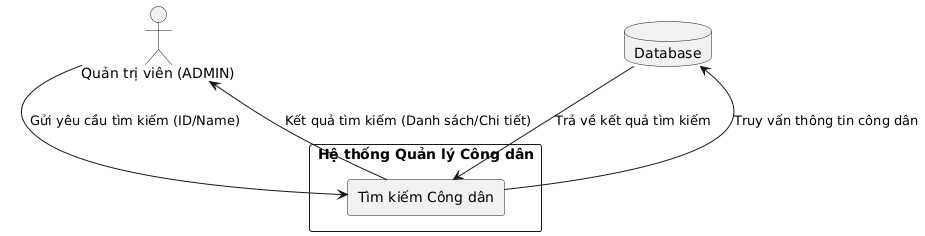 Database
Quản trị viên (ADMIN)
Gửi yêu cầu tìm kiếm (ID/Name)
Kết quả tìm kiếm (Danh sách/Chi tiết)
Trả về kết quả tìm kiếm
Truy vấn thông tin công dân
Hệ thống Quản lý Công dân
Tìm kiếm Công dân